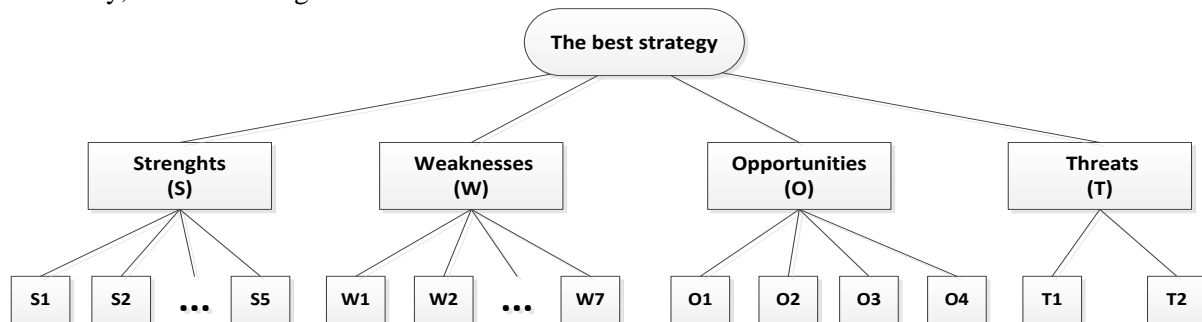 The best strategy
Strenghts
(S)
Weaknesses
(W)
Opportunities
(O)
Threats
(T)
S1 S2 ... S5 W1 W2 ... W7 O1 O2 O3 O4 T1 T2